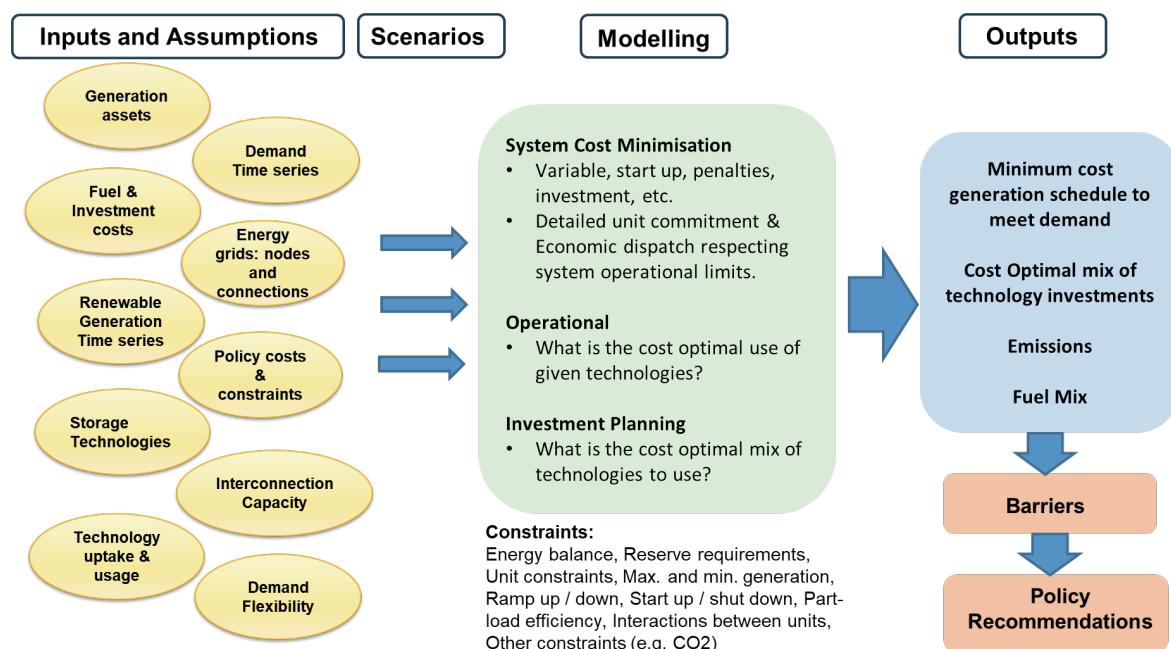 Inputs and Assumptions
Scenarios
Modelling
Outputs
Generation
assets
Demand
Time series
Fuel &
Investment
costs
Energy
grids: nodes
and
connections
Renewable
Generation
Time series
Policy costs
&
constraints
Storage
Technologies
Interconnection
Capacity
Technology
uptake &
usage
Demand
Flexibility
System Cost Minimisation
• Variable, start up, penalties,
investment, etc.
• Detailed unit commitment &
Economic dispatch respecting
system operational limits.
Operational
• What is the cost optimal use of
given technologies?
Investment Planning
• What is the cost optimal mix of
technologies to use?
Constraints:
Energy balance, Reserve requirements,
Unit constraints, Max. and min. generation,
Ramp up / down, Start up / shut down, Part-
load efficiency, Interactions between units,
Other constraints (e.g. CO2)
Minimum cost
generation schedule to
meet demand
Cost Optimal mix of
technology investments
Emissions
Fuel Mix
Barriers
Policy
Recommendations